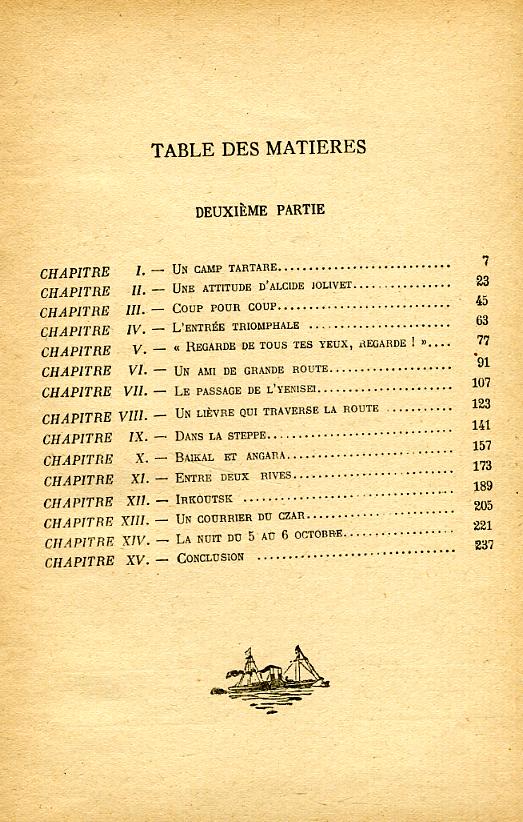 TABLE DES MATIERES
DEUXIÈME PARTIE
CHAPITRE I. — UN CAMP TARTARE 7
CHAPITRE II. — UNE ATTITUDE D'ALCIDE JOLIVET 23
CHAPITRE III. — COUP POUR COUP 45
CHAPITRE IV. — L'ENTRÉE TRIOMPHALE 63
CHAPITRE V. — « REGARDE DE TOUS TES YEUX, REGARDE ! » 77
CHAPITRE VI. — UN AMI DE GRANDE ROUTE 91
CHAPITRE VII. — LE PASSAGE DE L'YENISEI 107
CHAPITRE VIII. — UN LIÈVRE QUI TRAVERSE LA ROUTE 123
CHAPITRE IX. — DANS LA STEPPE 141
CHAPITRE X. — BAIKAL ET ANGARA 157
CHAPITRE XI. — ENTRE DEUX RIVES 173
CHAPITRE XII. — IRKOUTSK 189
CHAPITRE XIII. — UN COURRIER DU CZAR 205
CHAPITRE XIV. — LA NUIT DU 5 AU 6 OCTOBRE 221
CHAPITRE XV. — CONCLUSION 237